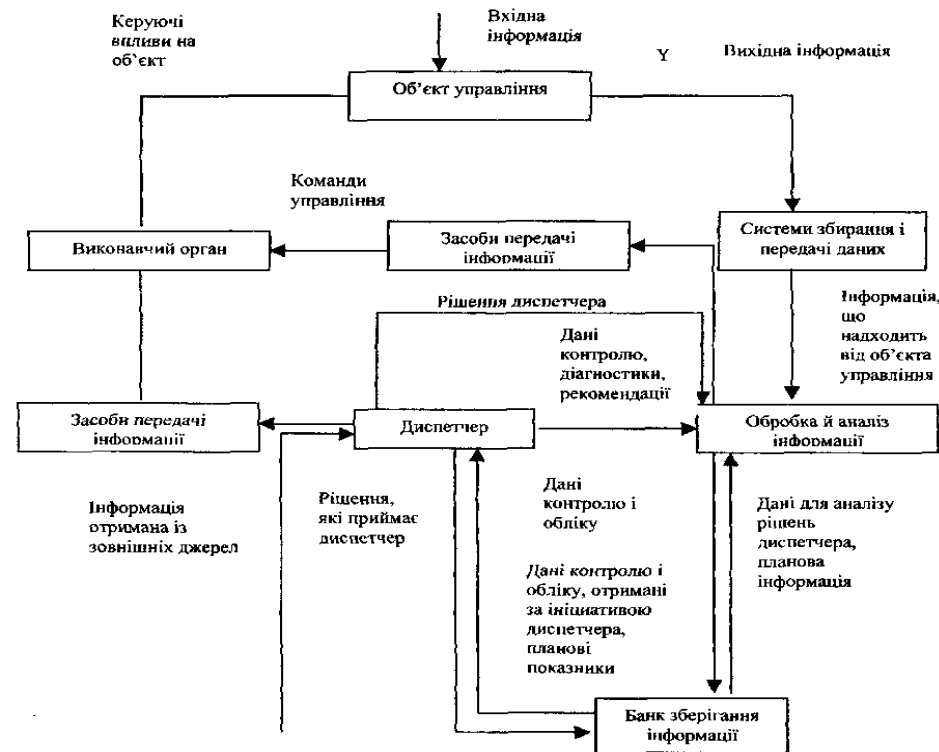 Керуючі
впливи на
об’єкт
Вхідна
інформація
Y
Вихідна інформація
Об’єкт управління
Команди
управління
Виконавчий орган
Засоби передачі
інформації
Системи збирання і
передачі даних
Рішення диспетчера
Інформація,
що
надходить
від об’єкта
управління
Дані
контролю,
діагностики,
рекомендації
Засоби передачі
інформації
Диспетчер
Обробка й аналіз
інформації
Інформація
отримана із
зовнішніх джерел
Рішення,
які приймає
диспетчер
Дані
контролю і
обліку
Дані для аналізу
рішень
диспетчера,
планова
інформація
Дані контролю і
обліку, отримані
за ініціативою
диспетчера,
планові
показники
Банк зберігання
інформації